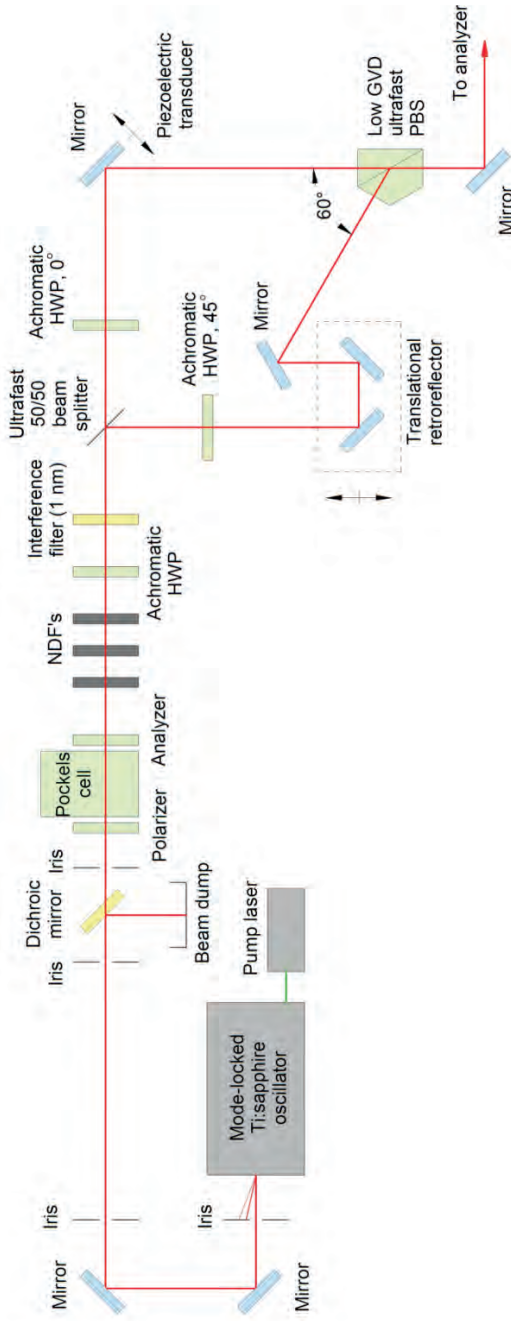 Mirror
Mirror
Iris
Iris
Mode-locked
Ti:sapphire
oscillator
Pump laser
Iris
Dichroic
mirror
Beam dump
Iris
Polarizer
Pockels
cell
Analyzer
NDF's
Achromatic
HWP
Interference
filter (1 nm)
Ultrafast
50/50
beam
splitter
Achromatic
HWP, 45°
Achromatic
HWP, 0°
Translational
retroreflector
Mirror
60°
Mirror
Piezoelectric
transducer
Low GVD
ultrafast
PBS
Mirror
To analyzer